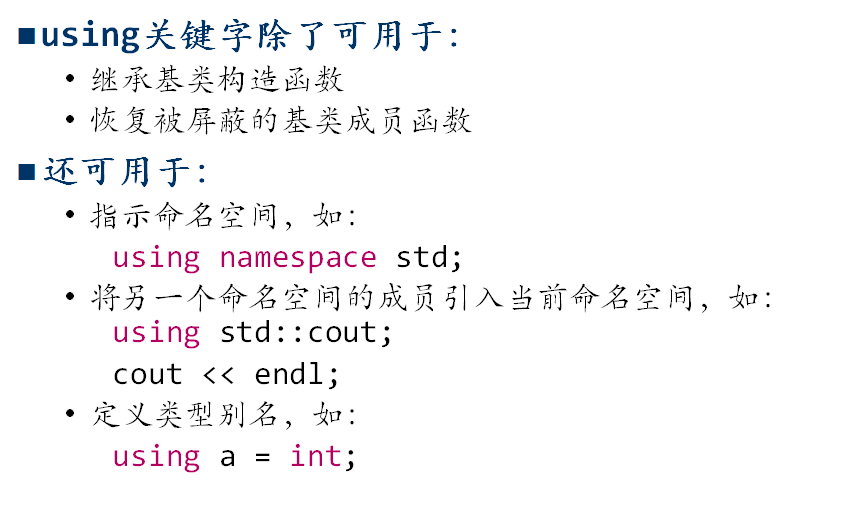 ■using关键字除了可用于:
• 继承基类构造函数
• 恢复被屏蔽的基类成员函数
■还可用于:
• 指示命名空间，如:
using namespace std;
• 将另一个命名空间的成员引入当前命名空间，如:
using std::cout;
cout << endl;
• 定义类型别名，如:
using a = int;